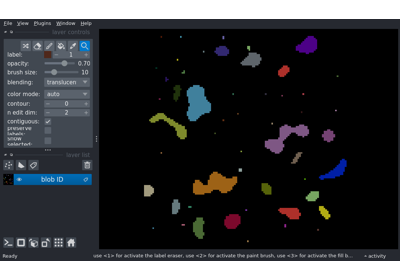 File View Plugins Window Help
layer controls
label: 1
opacity: 0.70
brush size: 10
blending: translucen
color mode: auto
contour: 0
n edit dim: 2
contiguous:
preserve
labels:
show
selected:
layer list
blob ID
Ready
use <1> for activate the label eraser, use <2> for activate the paint brush, use <3> for activate the fill b...
activity